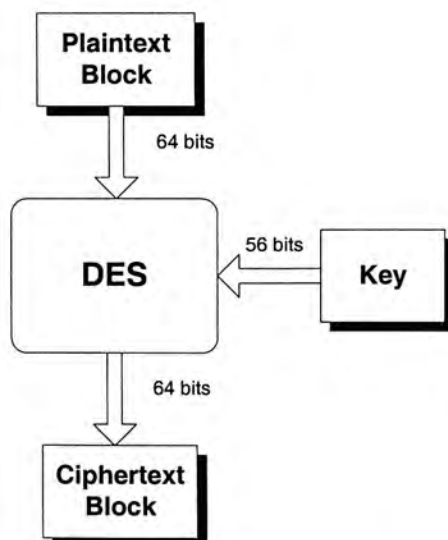 Plaintext
Block
64 bits
DES
56 bits
Key
64 bits
Ciphertext
Block